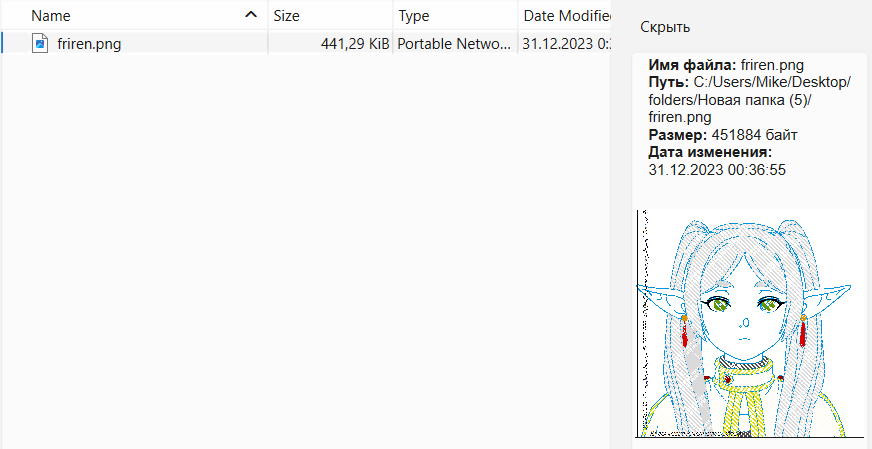 Name Size Type Date Modified
friren.png 441,29 KiB Portable Netwo... 31.12.2023 0:
Скрыть
Имя файла: friren.png
Путь: C:/Users/Mike/Desktop/
folders/Новая папка (5)/
friren.png
Размер: 451884 байт
Дата изменения:
31.12.2023 00:36:55